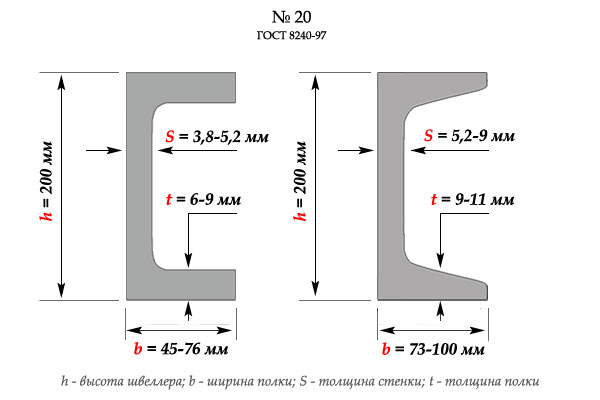 № 20
ГОСТ 8240-97
h = 200 мм
S = 3,8-5,2 мм
t = 6-9 мм
b = 45-76 мм
h = 200 мм
S = 5,2-9 мм
t = 9-11 мм
b = 73-100 мм
h - высота швеллера; b - ширина полки; S - толщина стенки; t - толщина полки